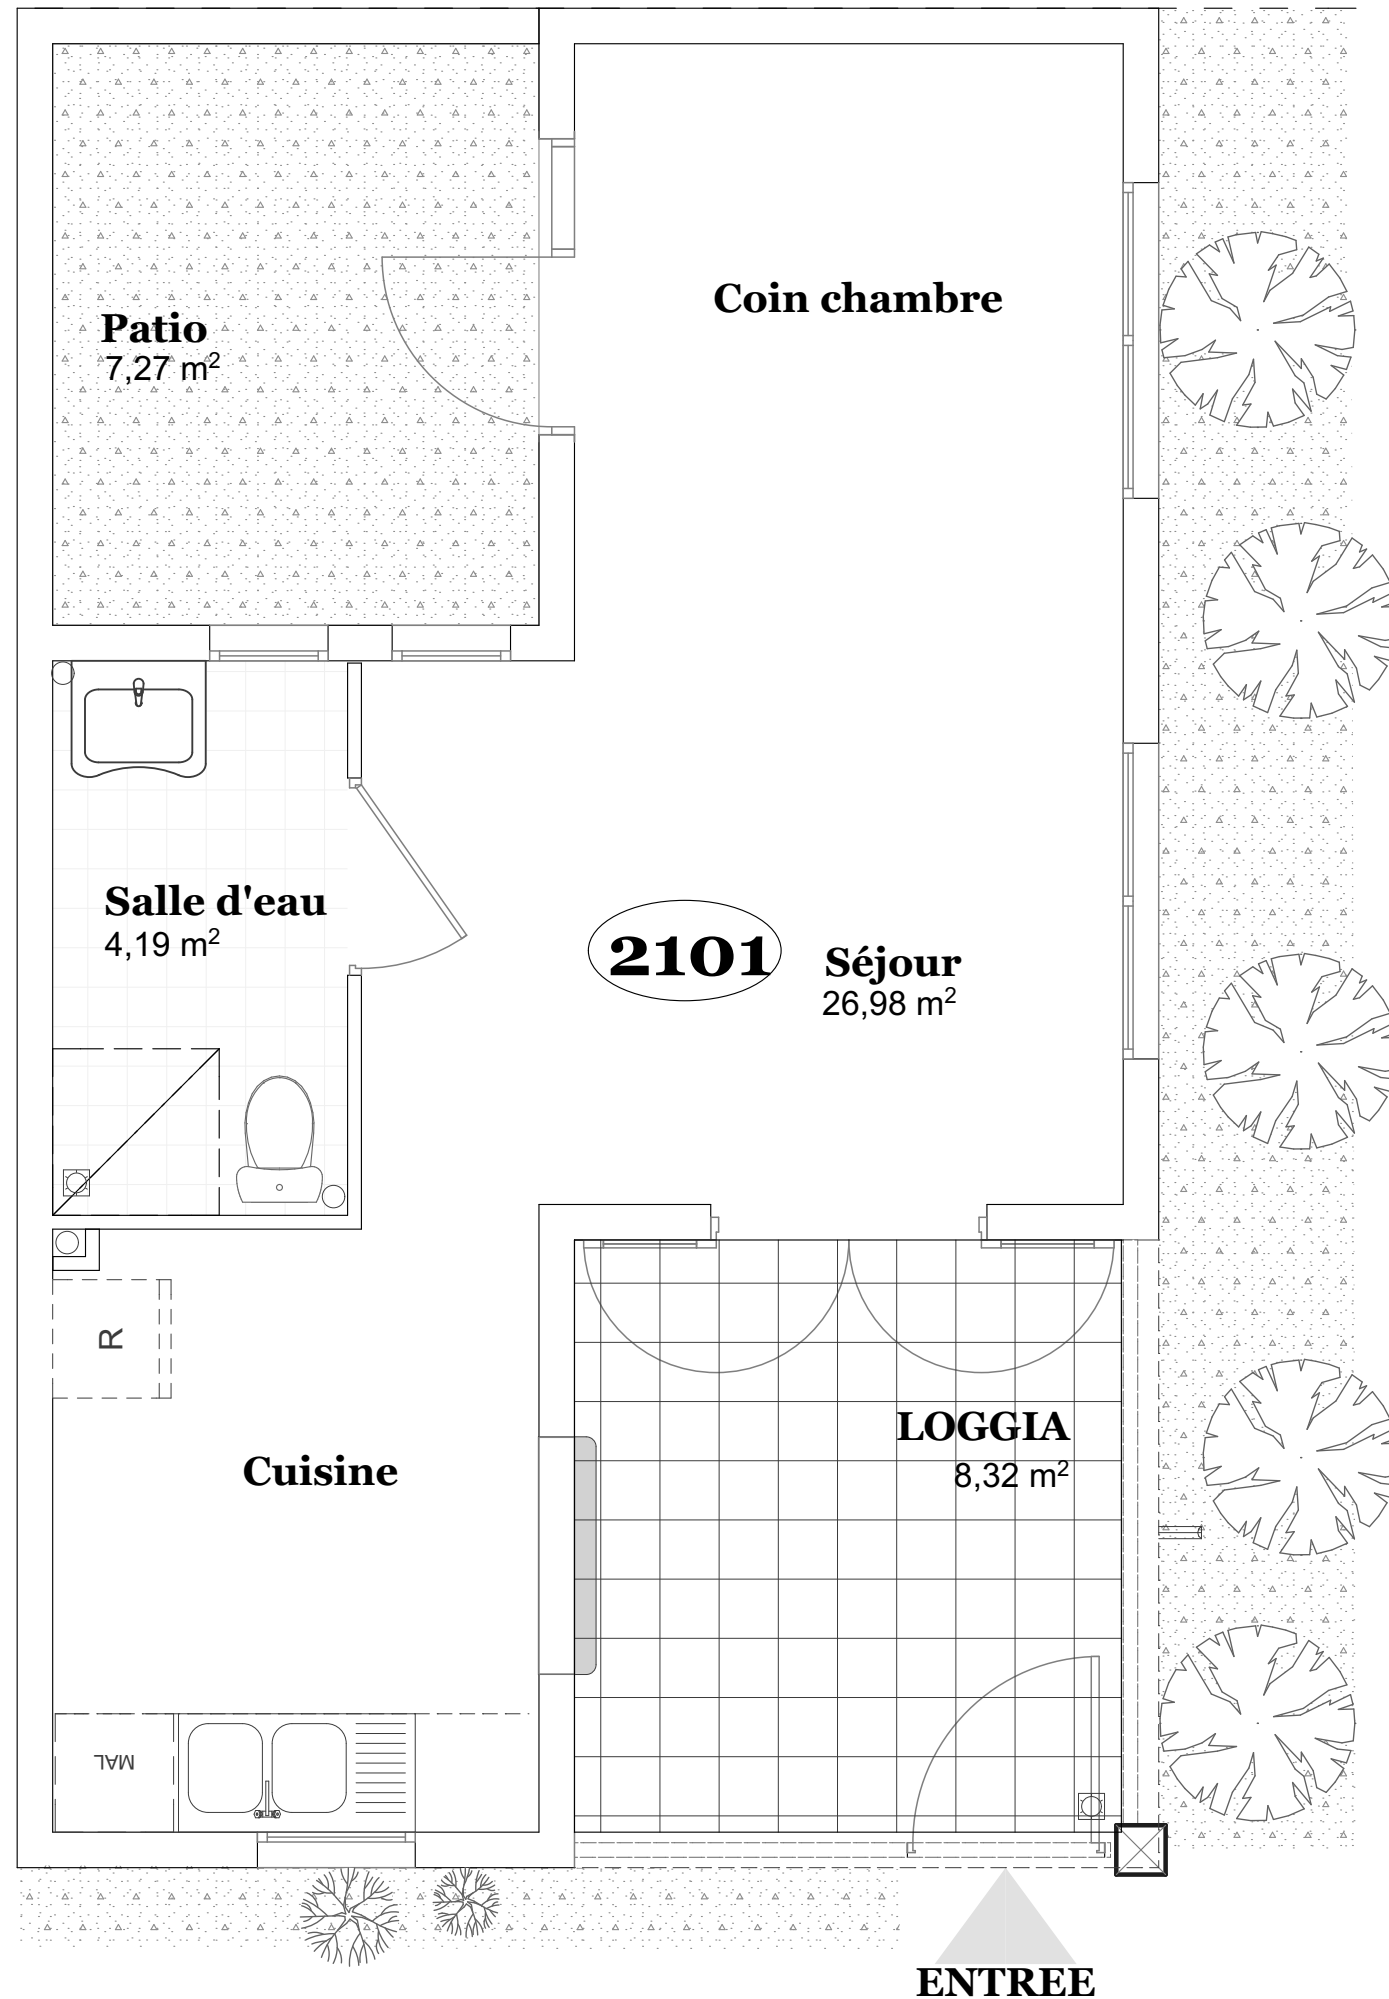 Coin chambre
Patio
7,27 m²
Salle d'eau
4,19 m²
2101
Séjour
26,98 m²
R
LOGGIA
8,32 m²
Cuisine
MAL
ENTREE